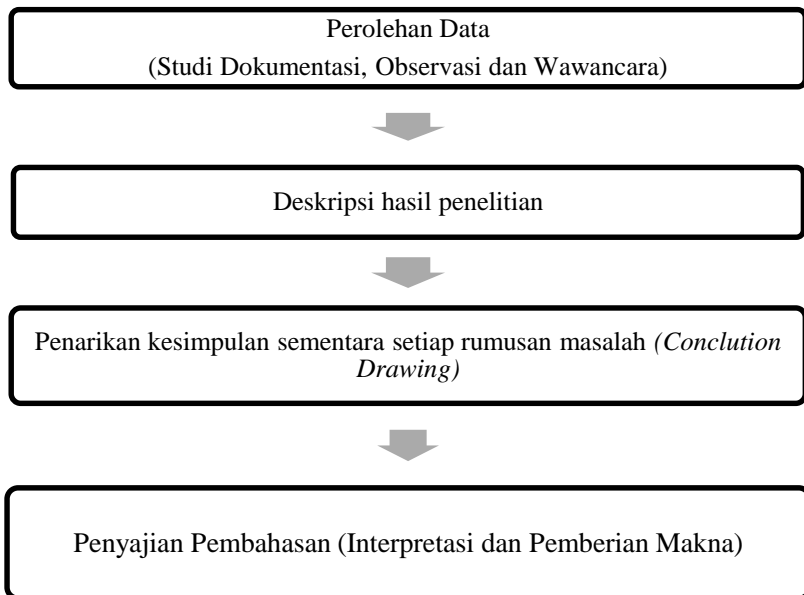 Perolehan Data
(Studi Dokumentasi, Observasi dan Wawancara)
Deskripsi hasil penelitian
Penarikan kesimpulan sementara setiap rumusan masalah (Conclution
Drawing)
Penyajian Pembahasan (Interpretasi dan Pemberian Makna)